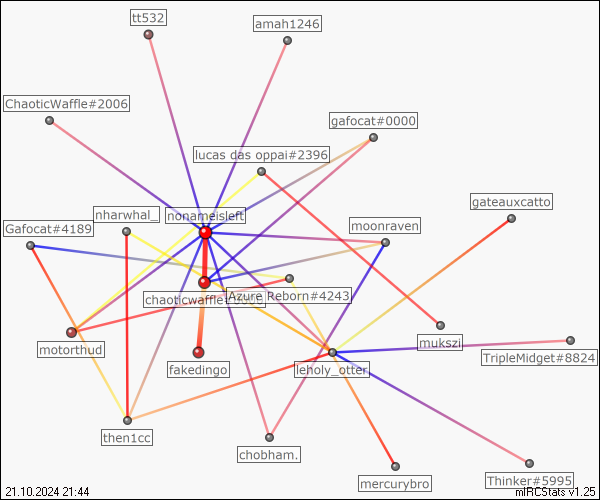 tt532
amah1246
ChaoticWaffle#2006
gafocat#0000
lucas das oppai#2396
gateauxcatto
nharwhal_
nonameisleft
Gafocat#4189
moonraven
Azure Reborn#4243
motorthud
mukszi
TripleMidget#8824
fakedingo
leholy_otter
then1cc
chobham.
mercurybro
Thinker#5995
21.10.2024 21:44
mIRCStats v1.25